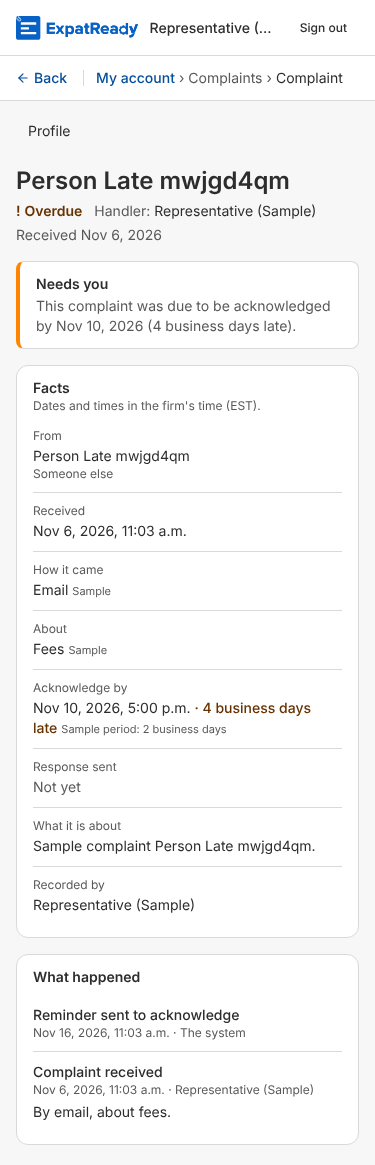 ExpatReady Representative (... Sign out
← Back My account › Complaints › Complaint
Profile
Person Late mwjgd4qm
! Overdue Handler: Representative (Sample)
Received Nov 6, 2026
Needs you
This complaint was due to be acknowledged
by Nov 10, 2026 (4 business days late).
Facts
Dates and times in the firm's time (EST).
From
Person Late mwjgd4qm
Someone else
Received
Nov 6, 2026, 11:03 a.m.
How it came
Email Sample
About
Fees Sample
Acknowledge by
Nov 10, 2026, 5:00 p.m. · 4 business days
late Sample period: 2 business days
Response sent
Not yet
What it is about
Sample complaint Person Late mwjgd4qm.
Recorded by
Representative (Sample)
What happened
Reminder sent to acknowledge
Nov 16, 2026, 11:03 a.m. · The system
Complaint received
Nov 6, 2026, 11:03 a.m. · Representative (Sample)
By email, about fees.